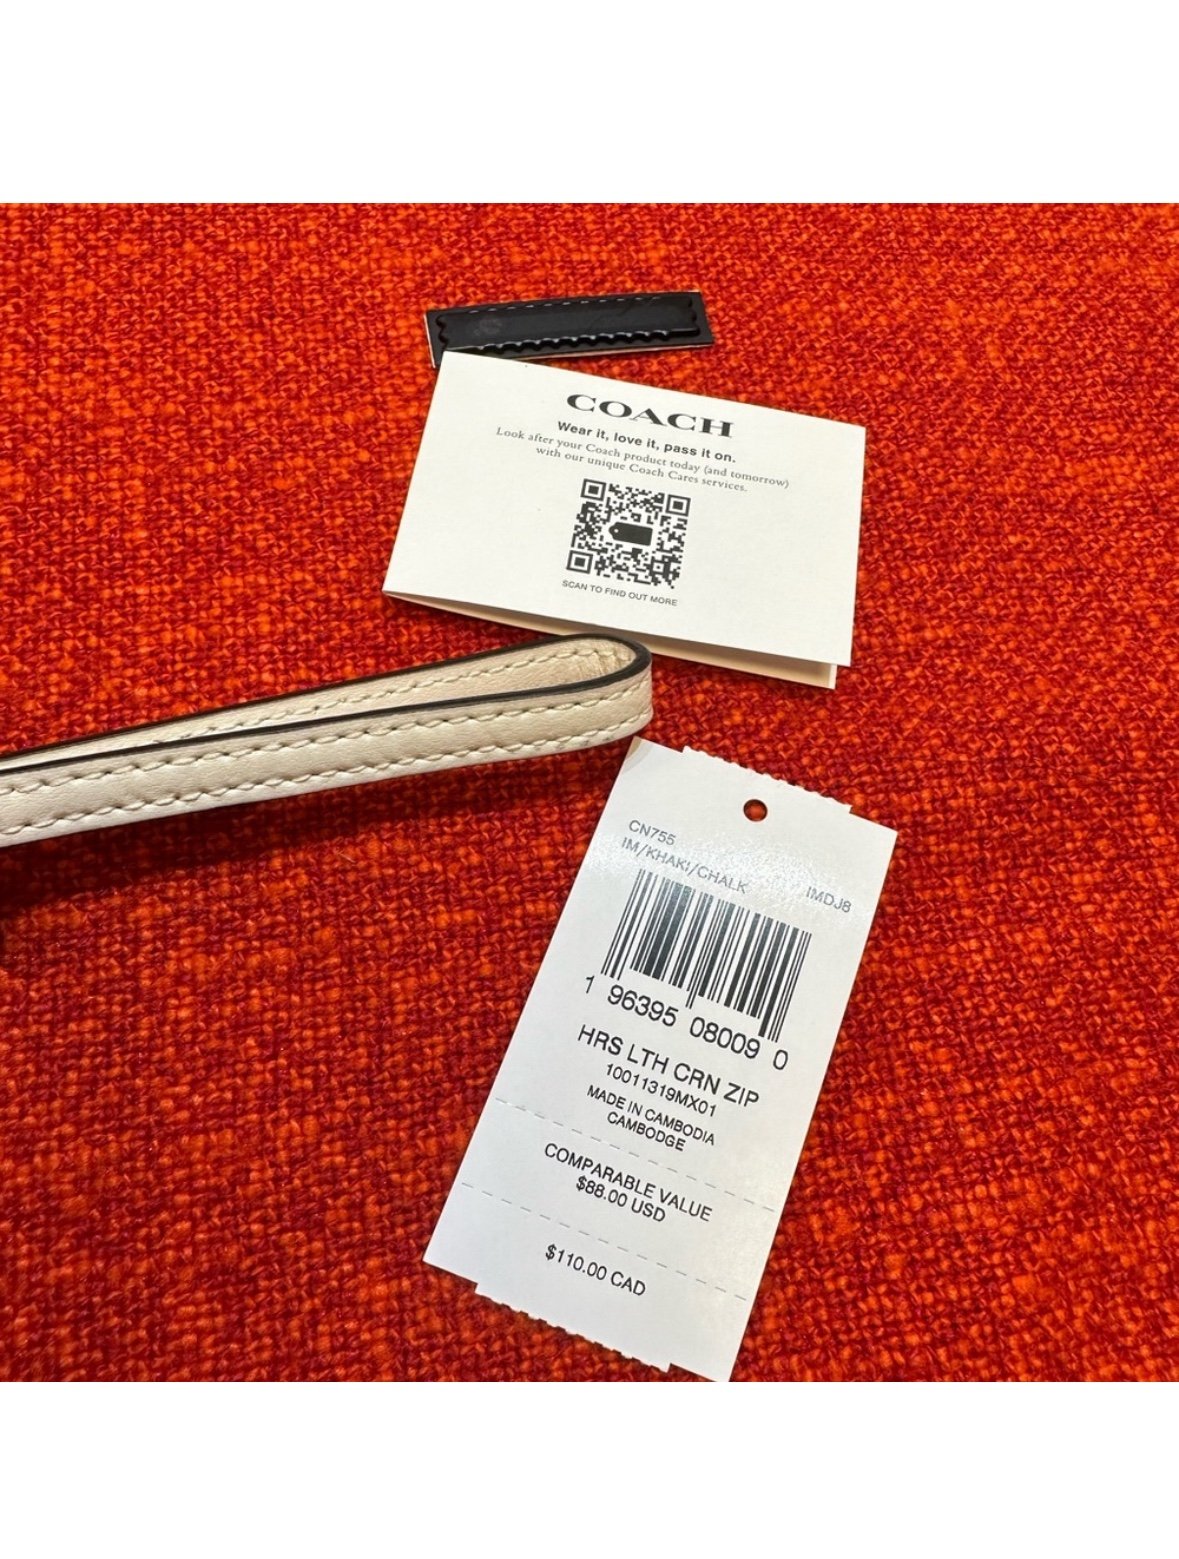 COACH
Wear it, love it, pass it on.
Look after your Coach product today (and tomorrow)
with our unique Coach Cares services.
SCAN TO FIND OUT MORE
CN755
IM/KHAKI/CHALK
IMDJ8
1 96395 08009 0
HRS LTH CRN ZIP
10011319MX01
MADE IN CAMBODIA
CAMBODGE
COMPARABLE VALUE
$88.00 USD
$110.00 CAD